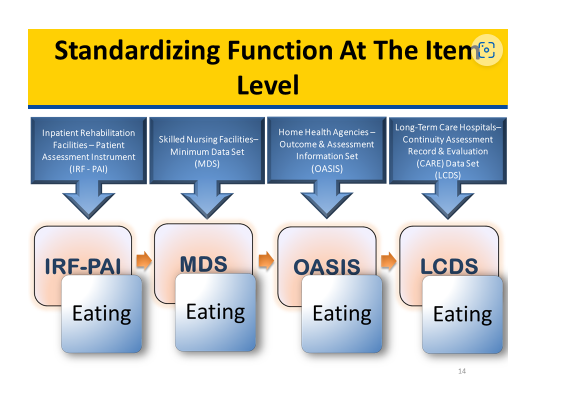 Standardizing Function At The Item
Level
Inpatient Rehabilitation
Facilities – Patient
Assessment Instrument
(IRF - PAI)
Skilled Nursing Facilities–
Minimum Data Set
(MDS)
Home Health Agencies –
Outcome & Assessment
Information Set
(OASIS)
Long-Term Care Hospitals–
Continuity Assessment
Record & Evaluation
(CARE) Data Set
(LCDS)
IRF-PAI
MDS
OASIS
LCDS
Eating
Eating
Eating
Eating
14